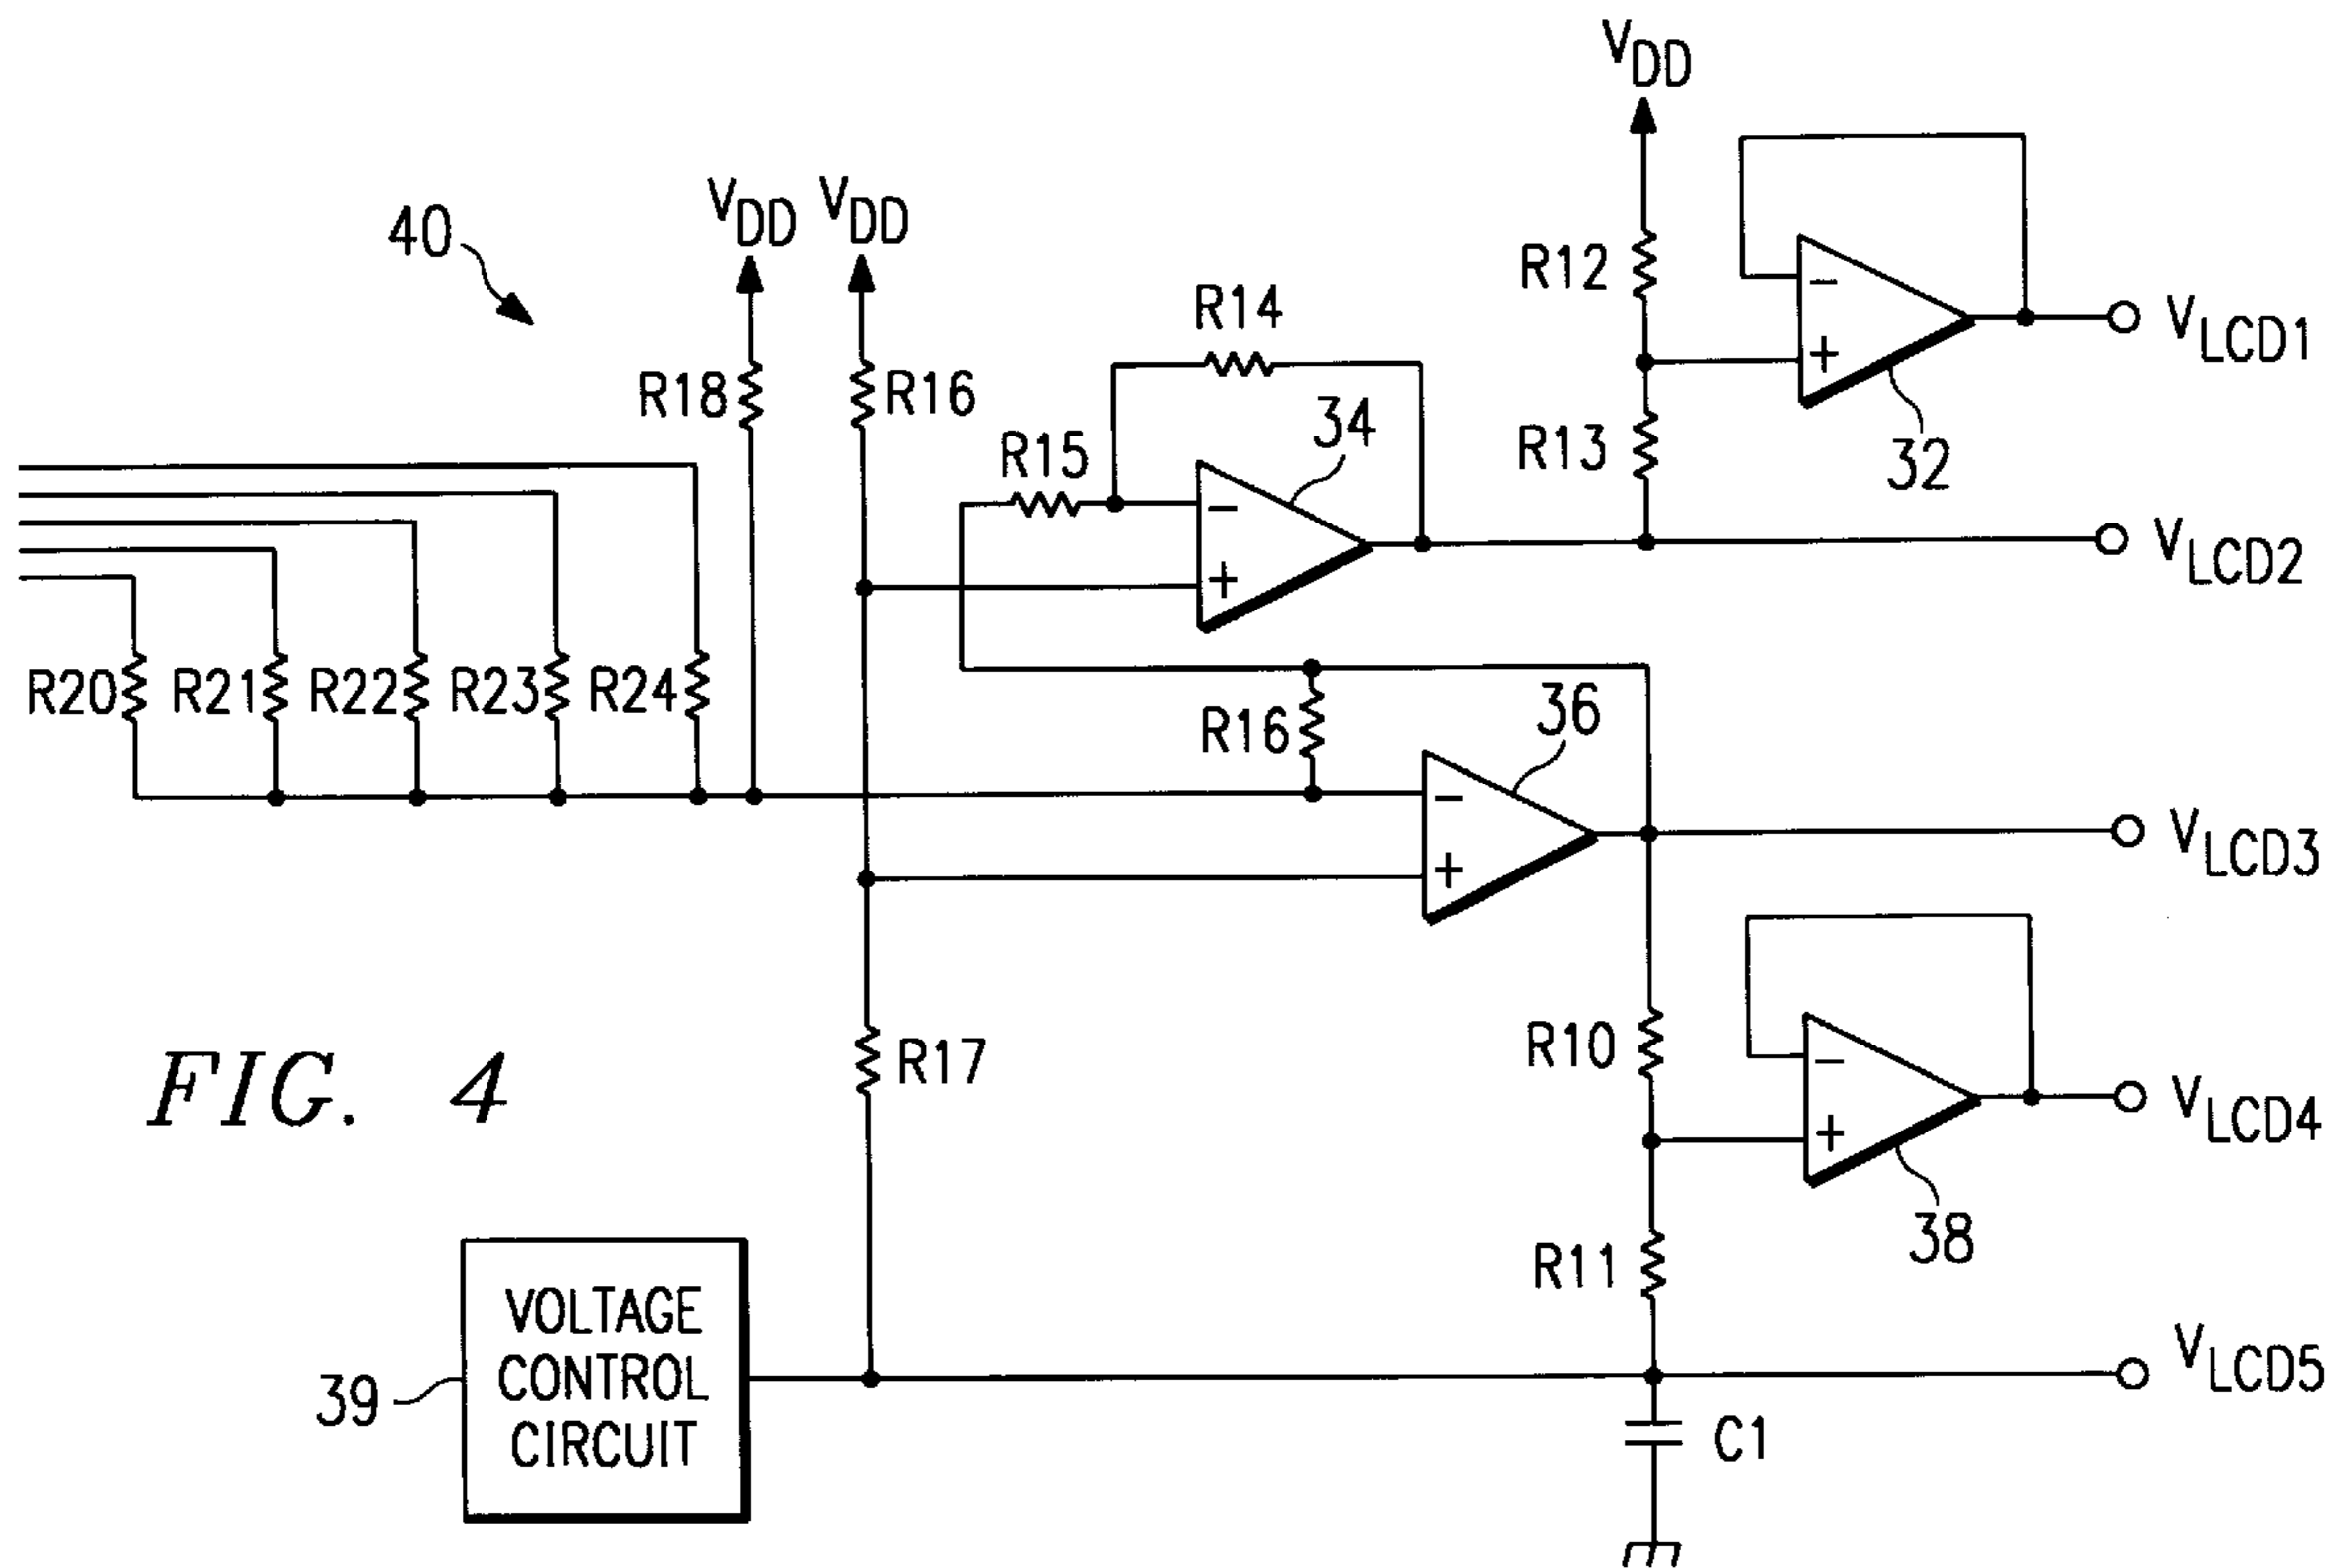 VDD
40
VDD VDD
R12
−
+
VLCD1
R14
R18
R16
34
R13
32
R15
−
+
VLCD2
R20
R21
R22
R23
R24
R16
36
−
+
VLCD3
FIG. 4
R17
R10
−
+
VLCD4
38
R11
VOLTAGE
CONTROL
CIRCUIT
39
VLCD5
C1